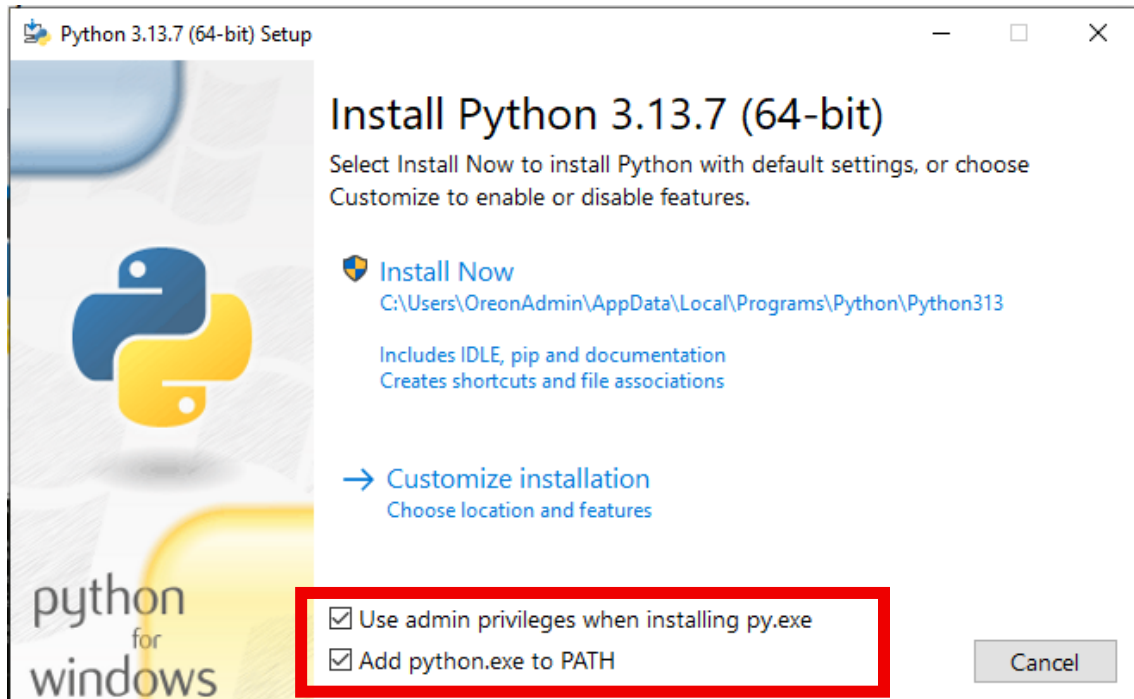 Python 3.13.7 (64-bit) Setup
Install Python 3.13.7 (64-bit)
Select Install Now to install Python with default settings, or choose
Customize to enable or disable features.
Install Now
C:\Users\OreonAdmin\AppData\Local\Programs\Python\Python313
Includes IDLE, pip and documentation
Creates shortcuts and file associations
Customize installation
Choose location and features
python
for
windows
Use admin privileges when installing py.exe
Add python.exe to PATH
Cancel